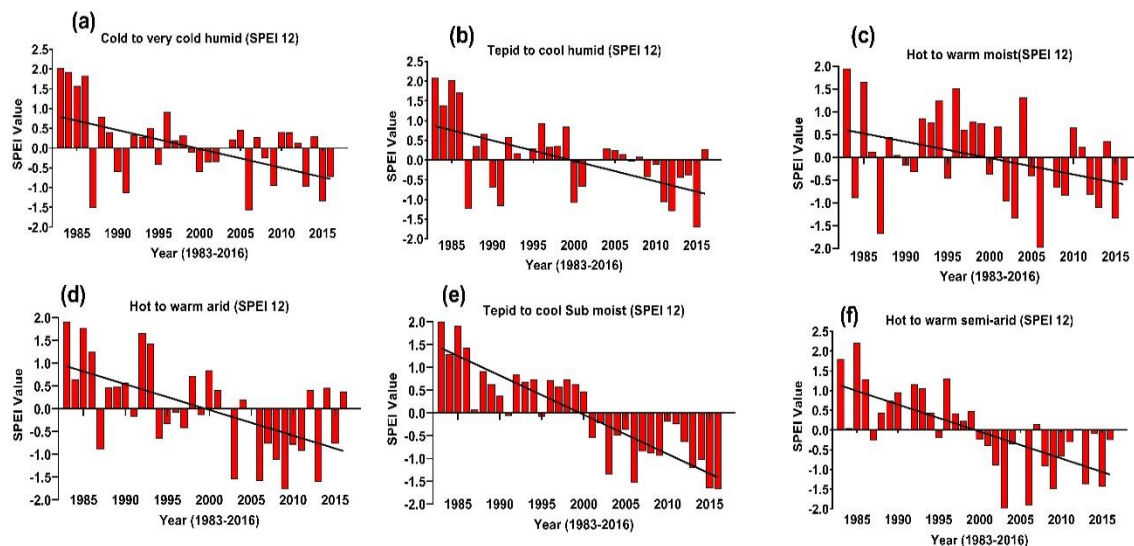 (a)
Cold to very cold humid (SPEI 12)
2.5
2.0
1.5
1.0
0.5
0.0
-0.5
-1.0
-1.5
-2.0
SPEI Value
1985 1990 1995 2000 2005 2010 2015
Year (1983-2016)
(b)
Tepid to cool humid (SPEI 12)
2.5
2.0
1.5
1.0
0.5
0.0
-0.5
-1.0
-1.5
-2.0
SPEI Value
1985 1990 1995 2000 2005 2010 2015
Year (1983-2016)
(c)
Hot to warm moist(SPEI 12)
2.0
1.5
1.0
0.5
0.0
-0.5
-1.0
-1.5
-2.0
SPEI Value
1985 1990 1995 2000 2005 2010 2015
Year (1983-2016)
(d)
Hot to warm arid (SPEI 12)
2.0
1.5
1.0
0.5
0.0
-0.5
-1.0
-1.5
-2.0
SPEI Value
1985 1990 1995 2000 2005 2010 2015
Year (1983-2016)
(e)
Tepid to cool Sub moist (SPEI 12)
2.0
1.5
1.0
0.5
0.0
-0.5
-1.0
-1.5
-2.0
SPEI Value
1985 1990 1995 2000 2005 2010 2015
Year (1983-2016)
(f)
Hot to warm semi-arid (SPEI 12)
2.5
2.0
1.5
1.0
0.5
0.0
-0.5
-1.0
-1.5
-2.0
SPEI Value
1985 1990 1995 2000 2005 2010 2015
Year (1983-2016)